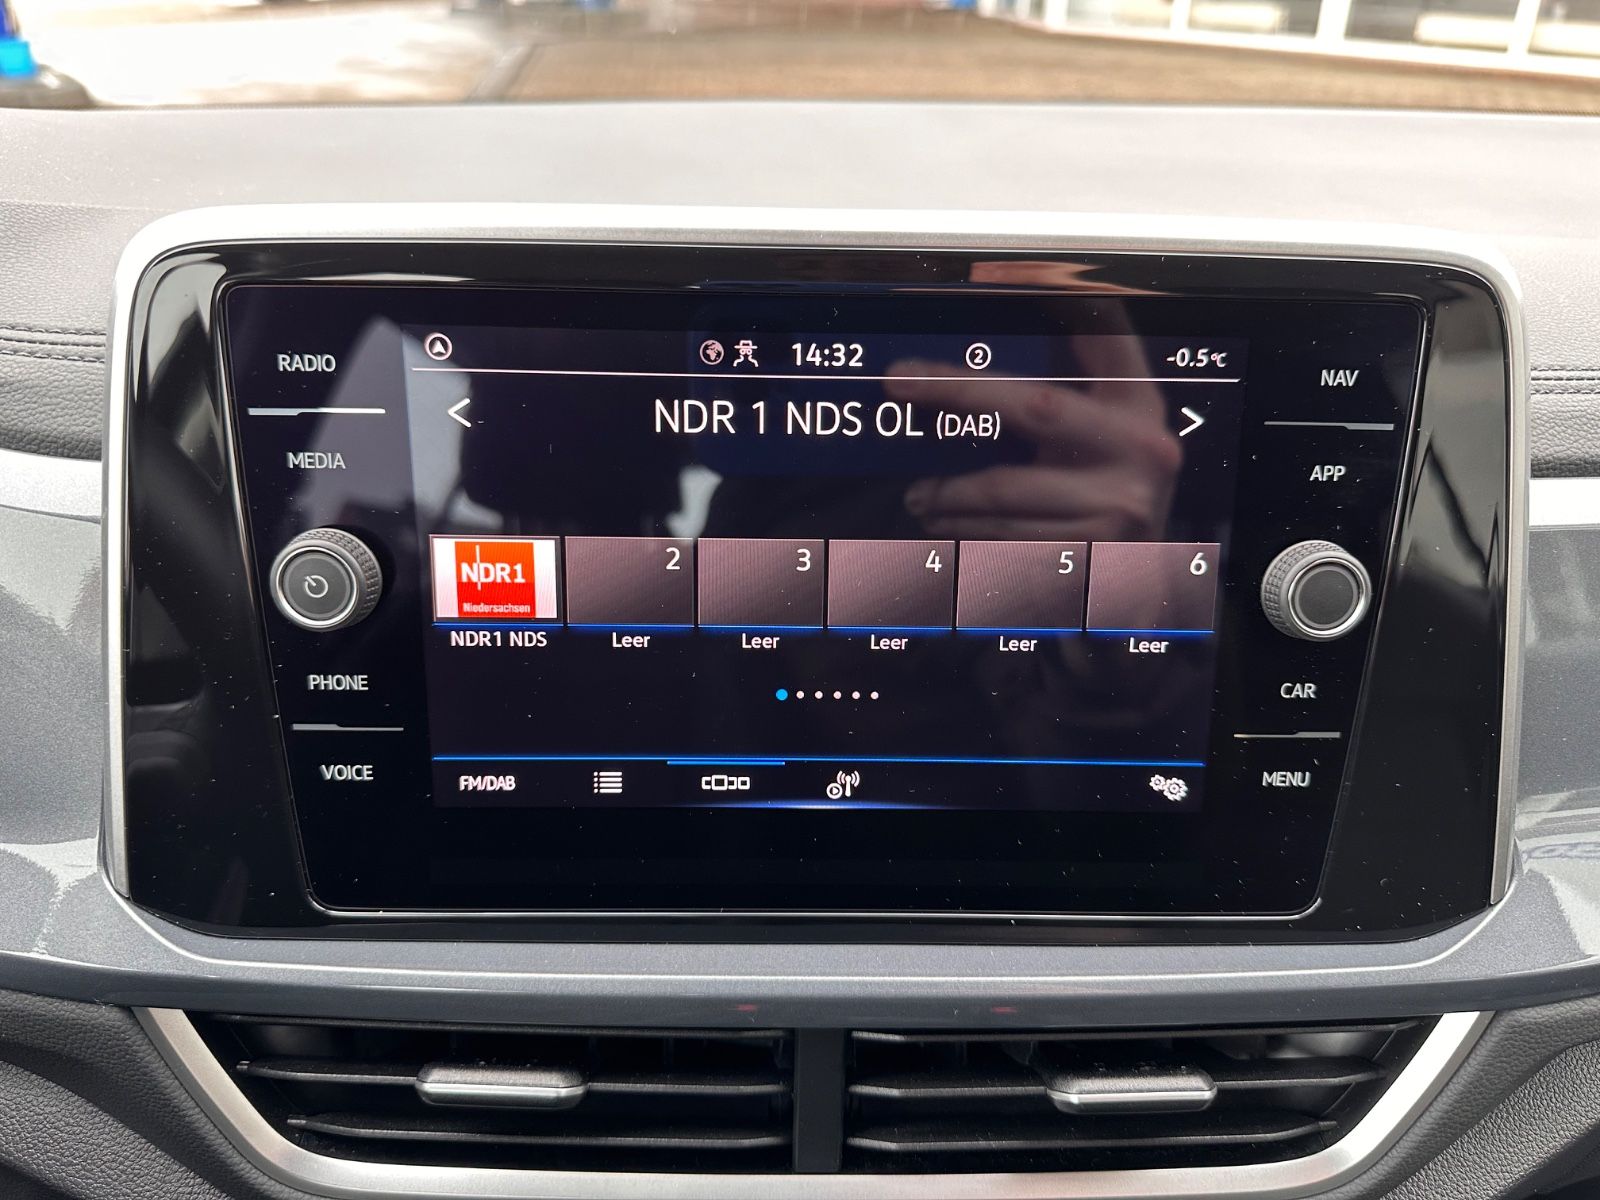 RADIO
MEDIA
PHONE
VOICE
14:32
2
-0.5°C
NDR 1 NDS OL (DAB)
NDR1
Niedersachsen
2
3
4
5
6
NDR1 NDS
Leer
Leer
Leer
Leer
Leer
FM/DAB
NAV
APP
CAR
MENU